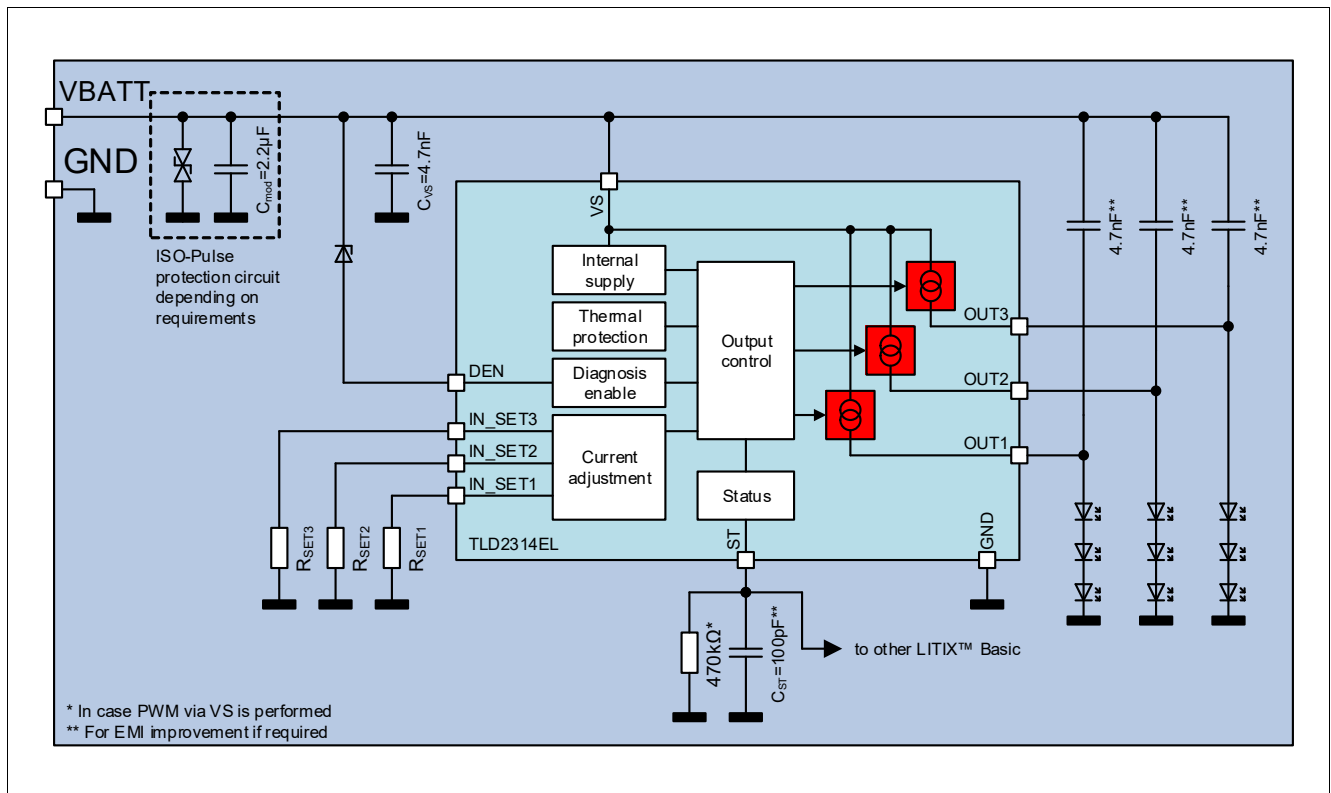 VBATT
GND
Cmod=2.2µF
ISO-Pulse
protection circuit
depending on
requirements
CVS=4.7nF
VS
Internal
supply
Thermal
protection
Diagnosis
enable
Current
adjustment
Output
control
Status
DEN
IN_SET3
IN_SET2
IN_SET1
OUT3
OUT2
OUT1
4.7nF**
4.7nF**
4.7nF**
RSET3
RSET2
RSET1
TLD2314EL
ST
GND
470kΩ*
CST=100pF**
to other LITIX™ Basic
* In case PWM via VS is performed
** For EMI improvement if required